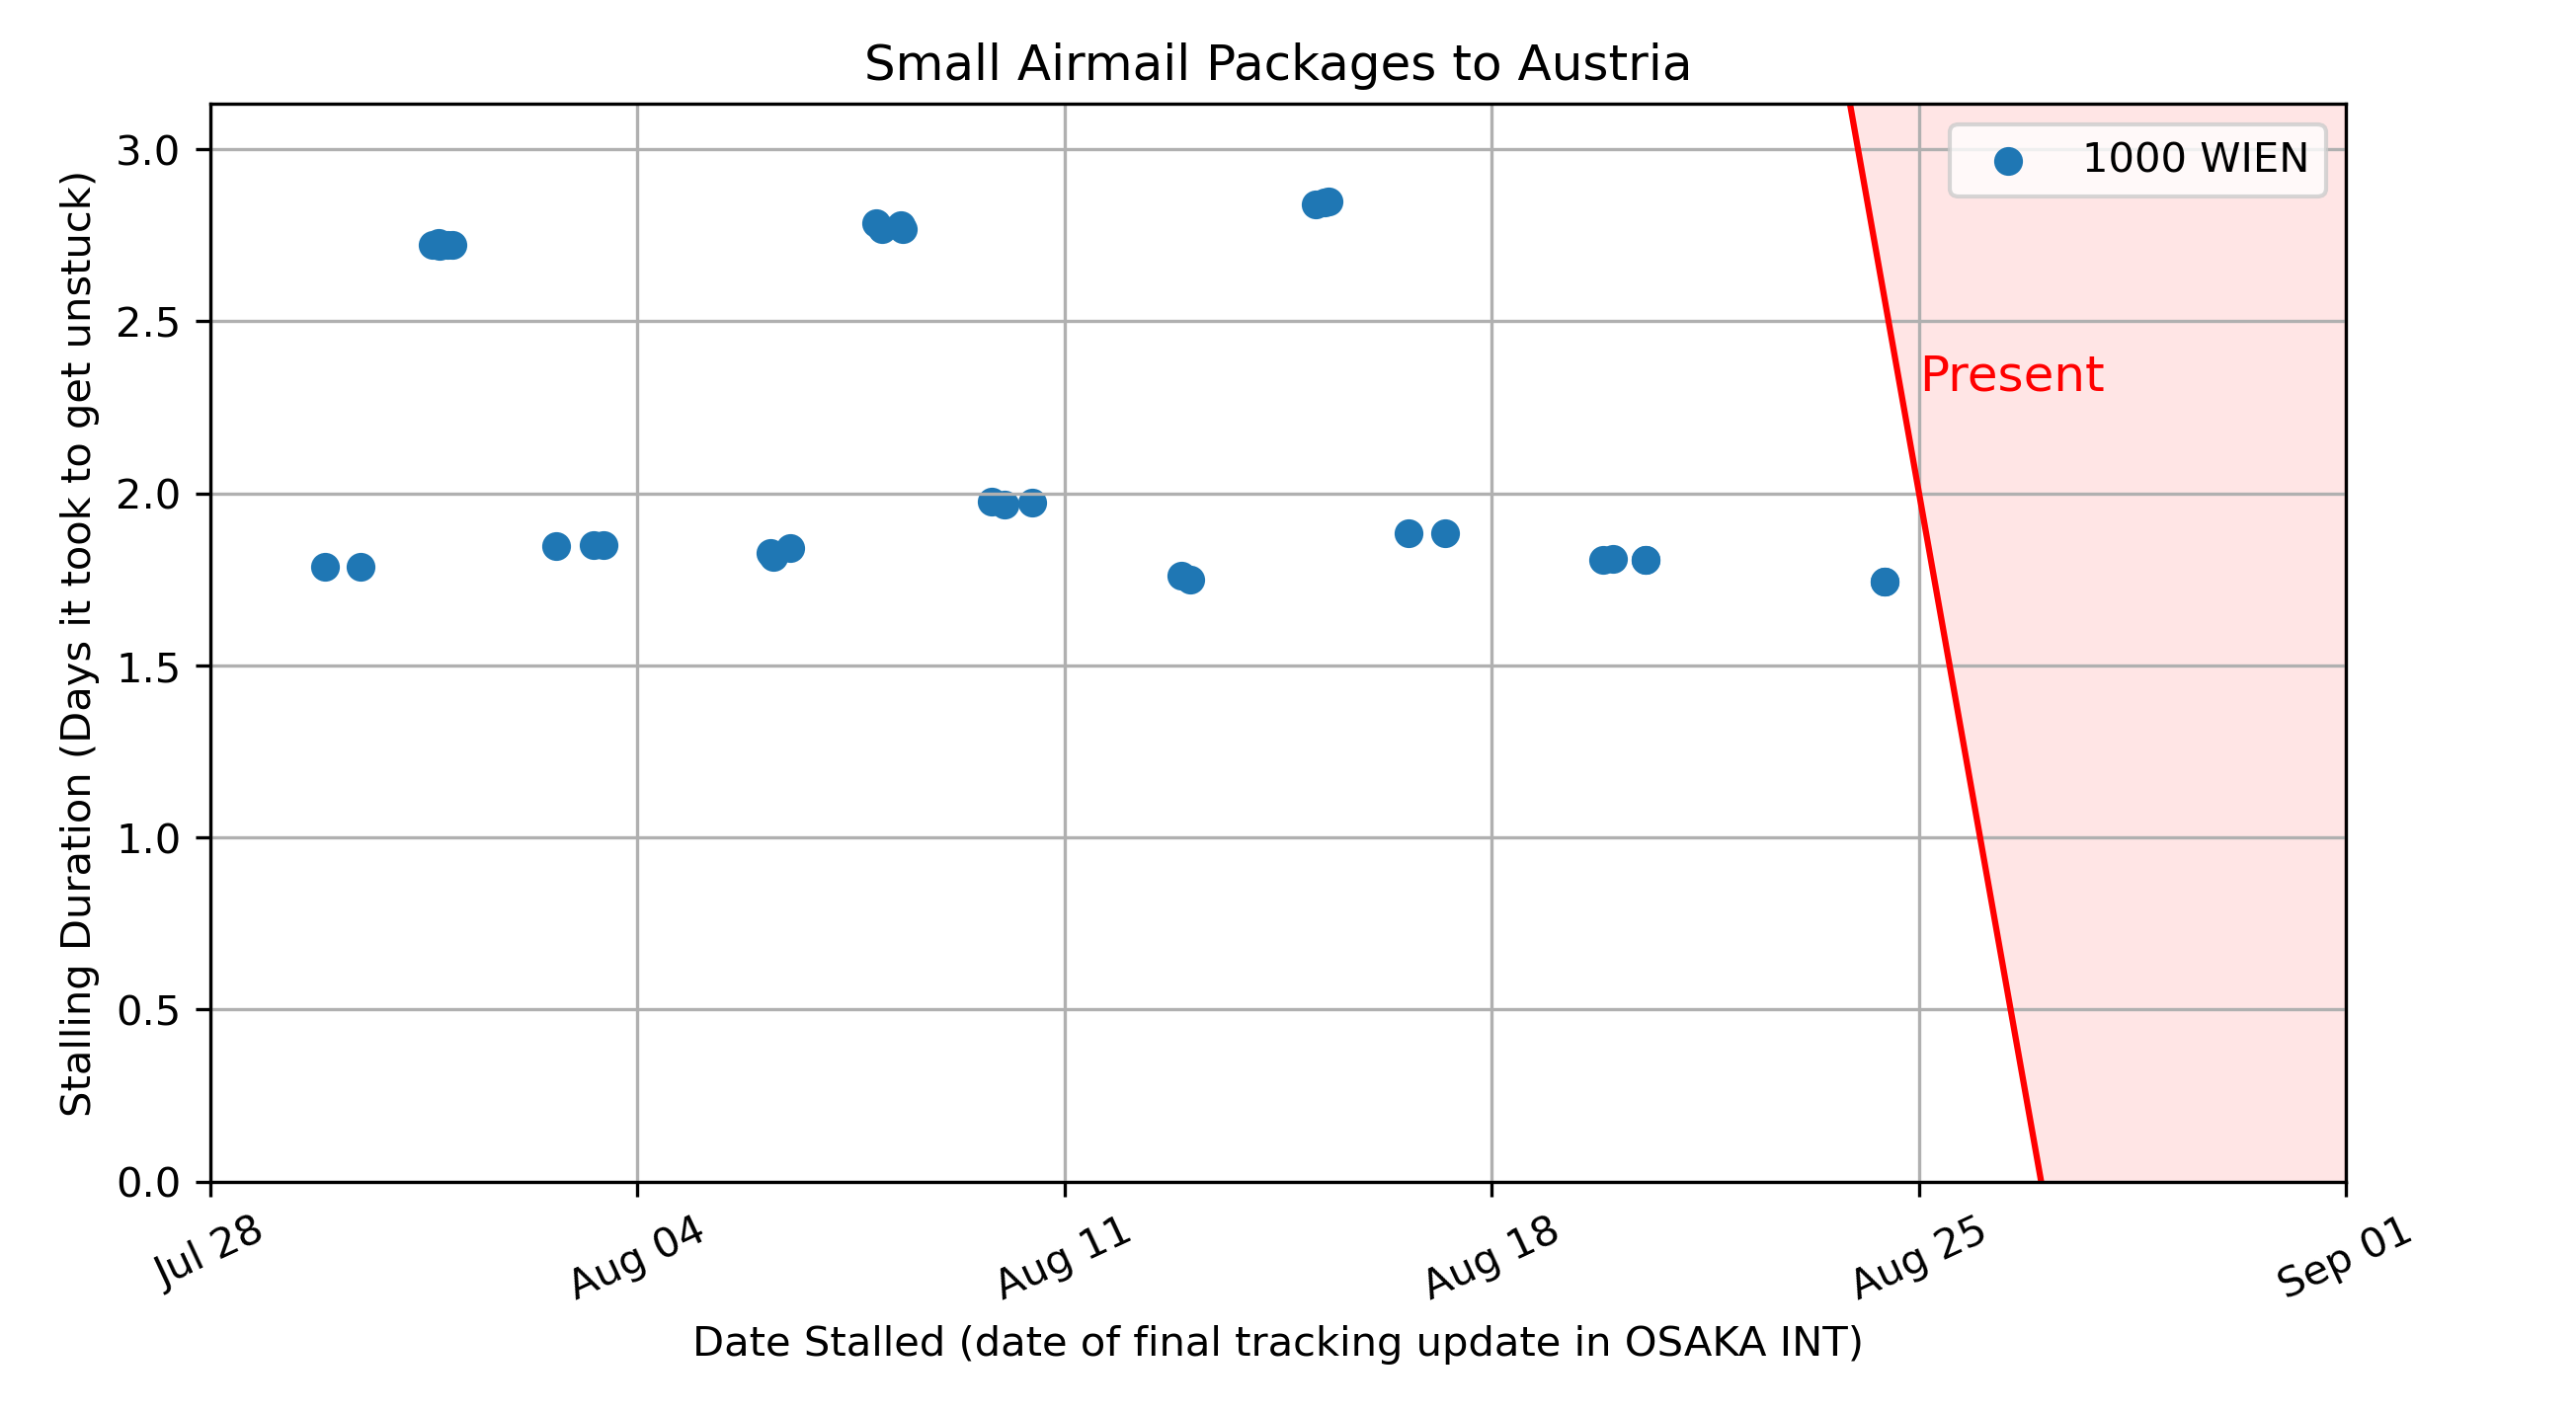 Small Airmail Packages to Austria
1000 WIEN
Present
Stalling Duration (Days it took to get unstuck)
3.0
2.5
2.0
1.5
1.0
0.5
0.0
Jul 28
Aug 04
Aug 11
Aug 18
Aug 25
Sep 01
Date Stalled (date of final tracking update in OSAKA INT)